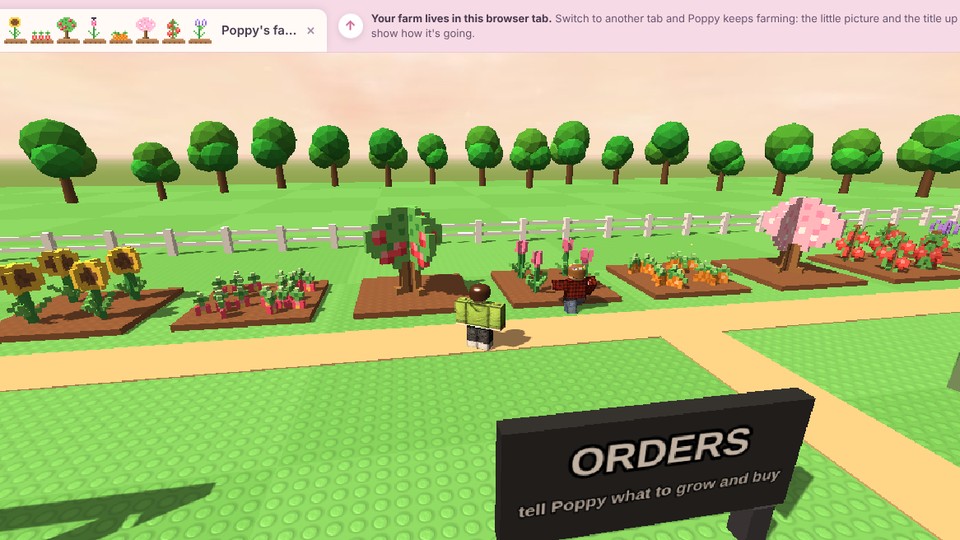 Poppy's fa...
Your farm lives in this browser tab. Switch to another tab and Poppy keeps farming: the little picture and the title up
show how it's going.
ORDERS
tell Poppy what to grow and buy